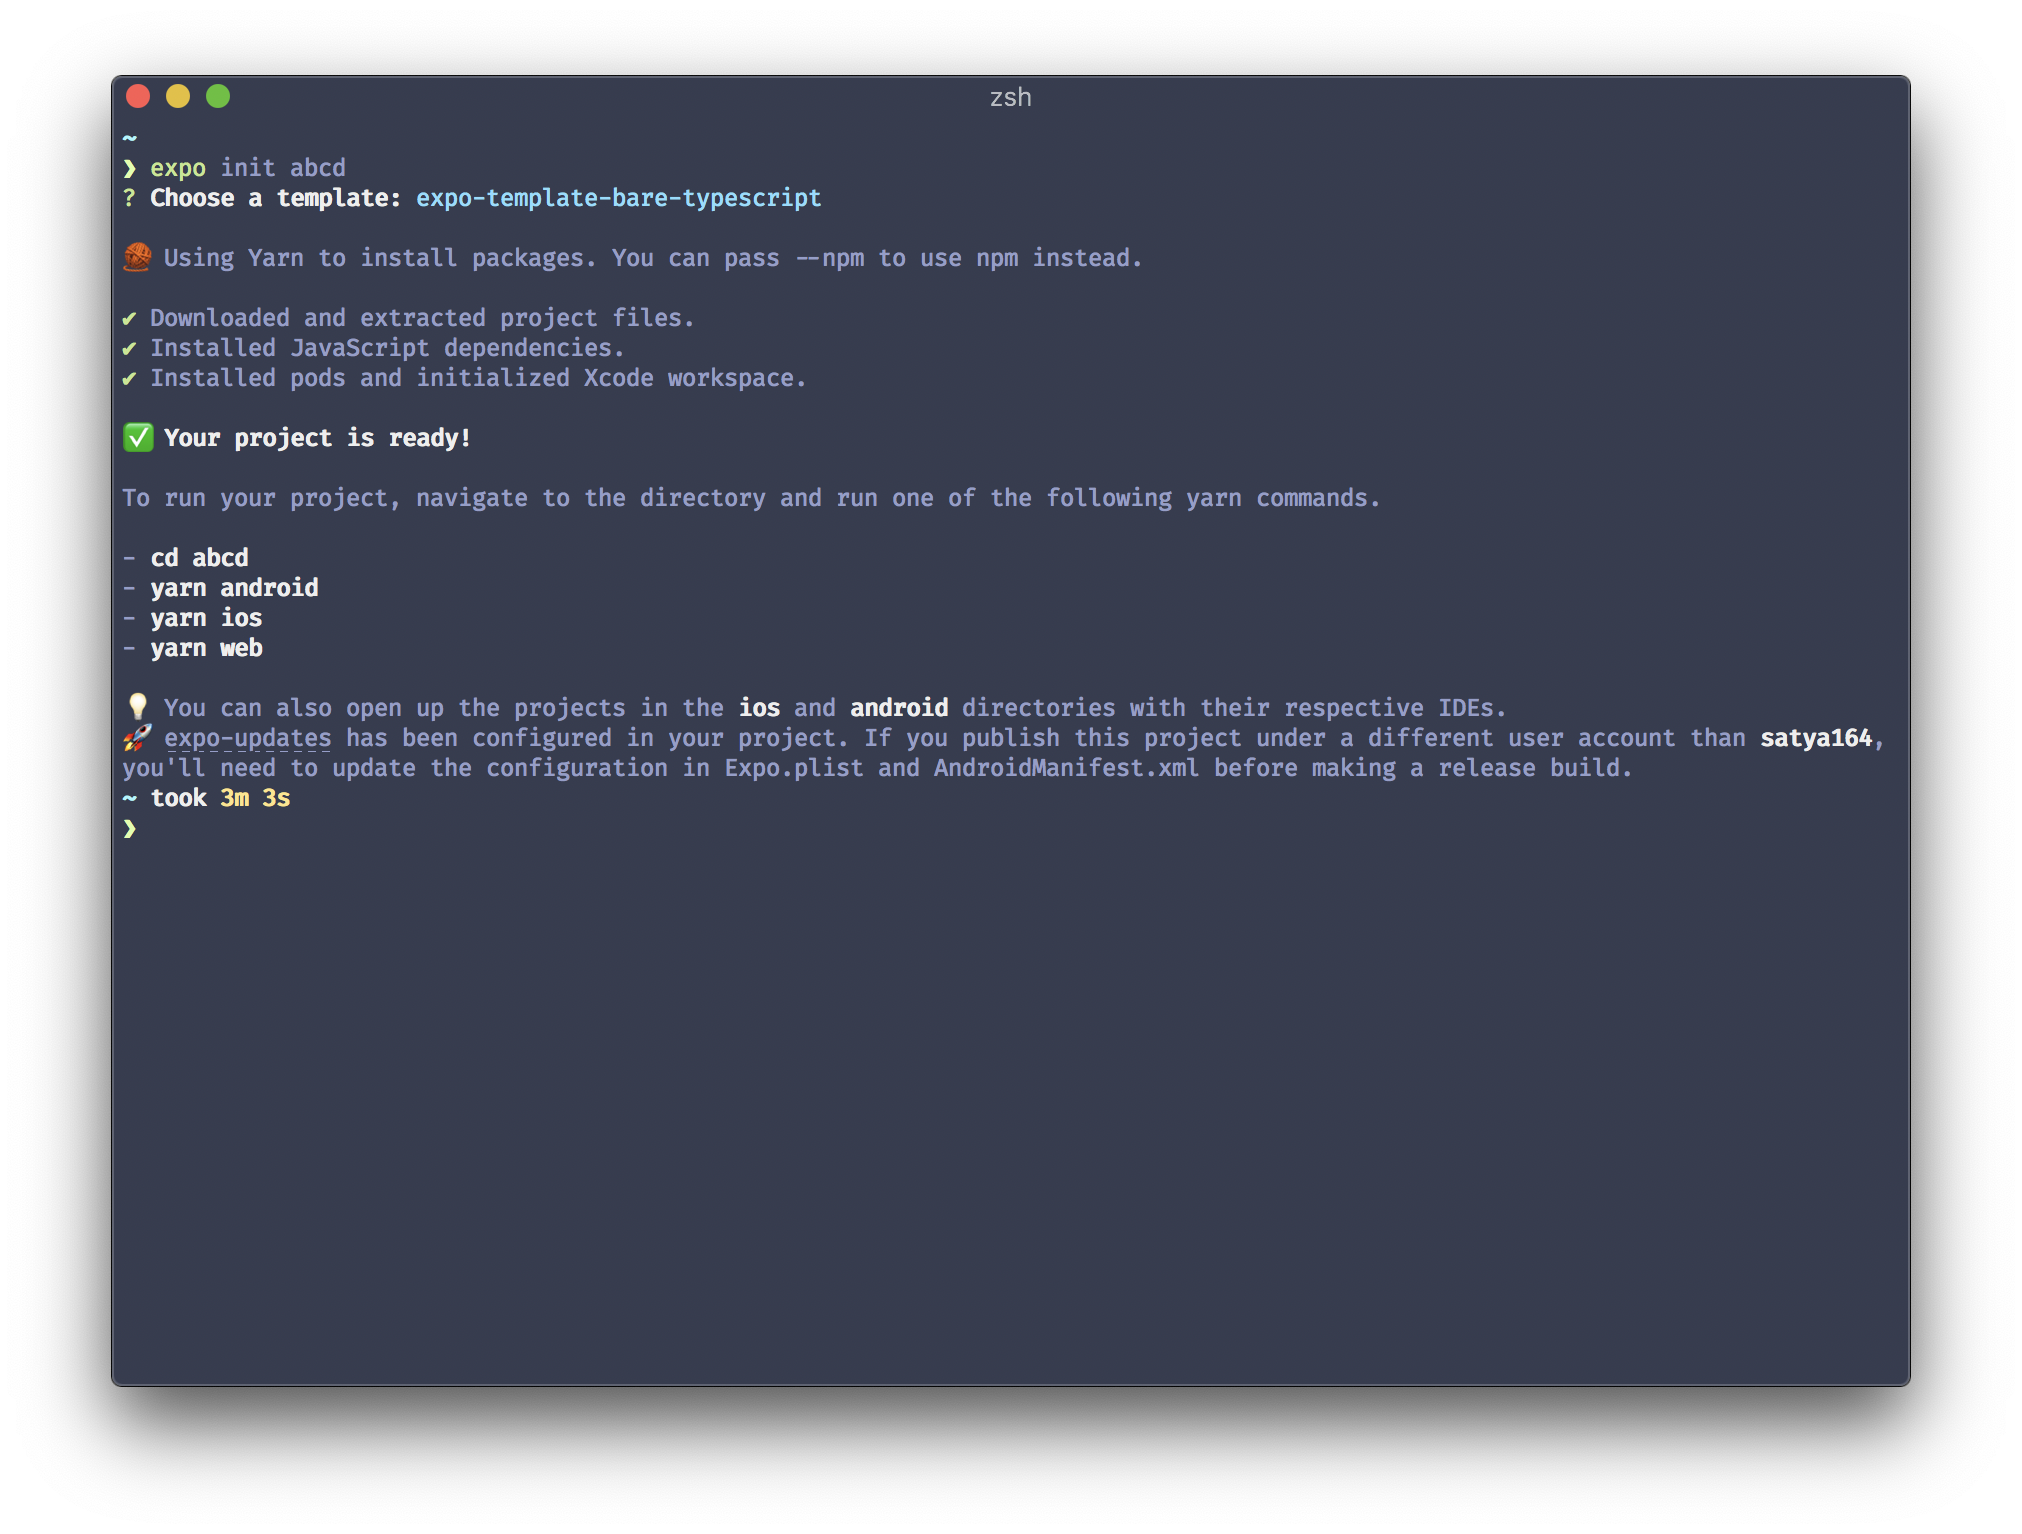 zsh
~
❯ expo init abcd
? Choose a template: expo-template-bare-typescript
🧶 Using Yarn to install packages. You can pass --npm to use npm instead.
✔ Downloaded and extracted project files.
✔ Installed JavaScript dependencies.
✔ Installed pods and initialized Xcode workspace.
✅ Your project is ready!
To run your project, navigate to the directory and run one of the following yarn commands.
- cd abcd
- yarn android
- yarn ios
- yarn web
💡 You can also open up the projects in the ios and android directories with their respective IDEs.
🚀 expo-updates has been configured in your project. If you publish this project under a different user account than satya164,
you'll need to update the configuration in Expo.plist and AndroidManifest.xml before making a release build.
~ took 3m 3s
❯